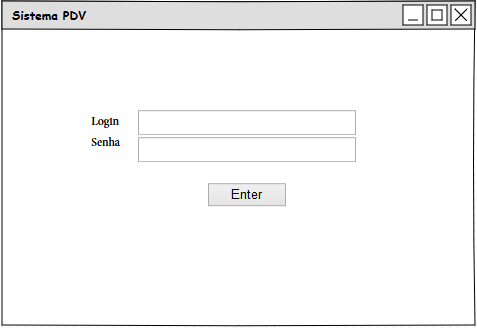 Sistema PDV
Login
Senha
Enter